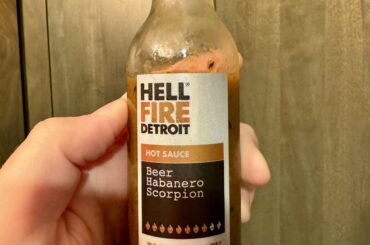 HELL®
FIRE
DETROIT
HOT SAUCE
Beer
Habanero
Scorpion